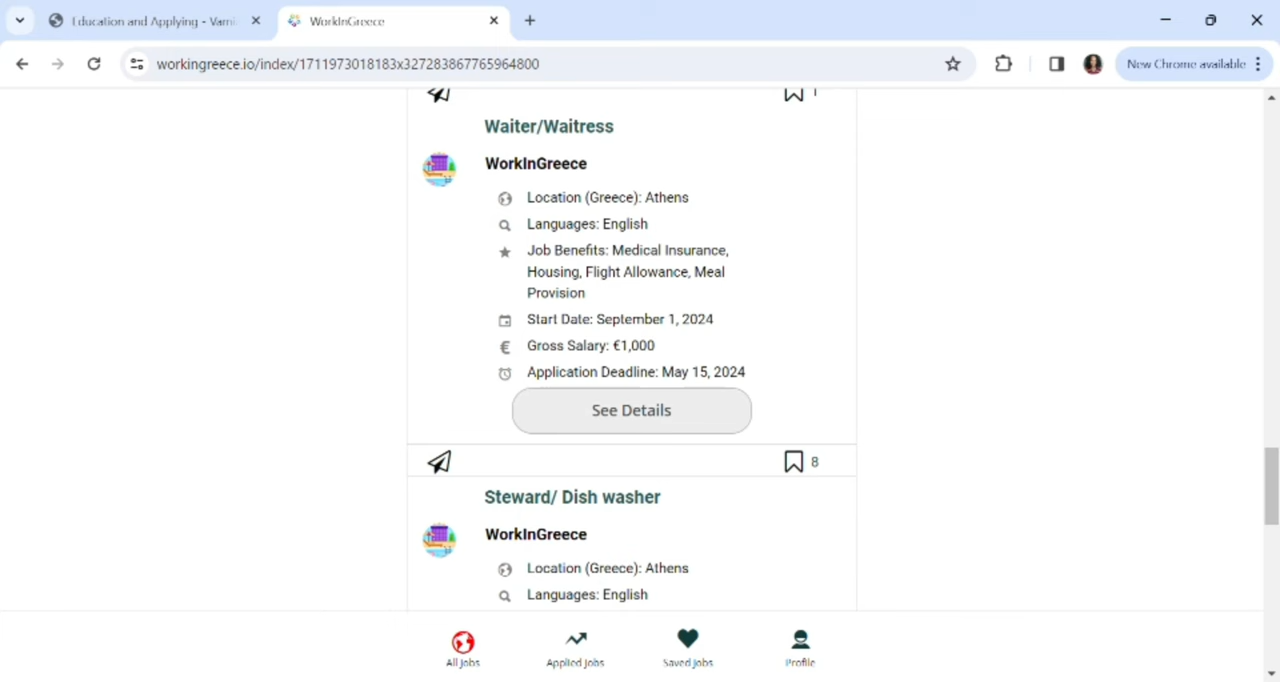 Education and Applying - Vami
WorkInGreece
workingreece.io/index/1711973018183x327283867765964800
New Chrome available
1
Waiter/Waitress
WorkInGreece
Location (Greece): Athens
Languages: English
Job Benefits: Medical Insurance,
Housing, Flight Allowance, Meal
Provision
Start Date: September 1, 2024
€ Gross Salary: €1,000
Application Deadline: May 15, 2024
See Details
8
Steward/ Dish washer
WorkInGreece
Location (Greece): Athens
Languages: English
All Jobs
Applied Jobs
Saved Jobs
Profile